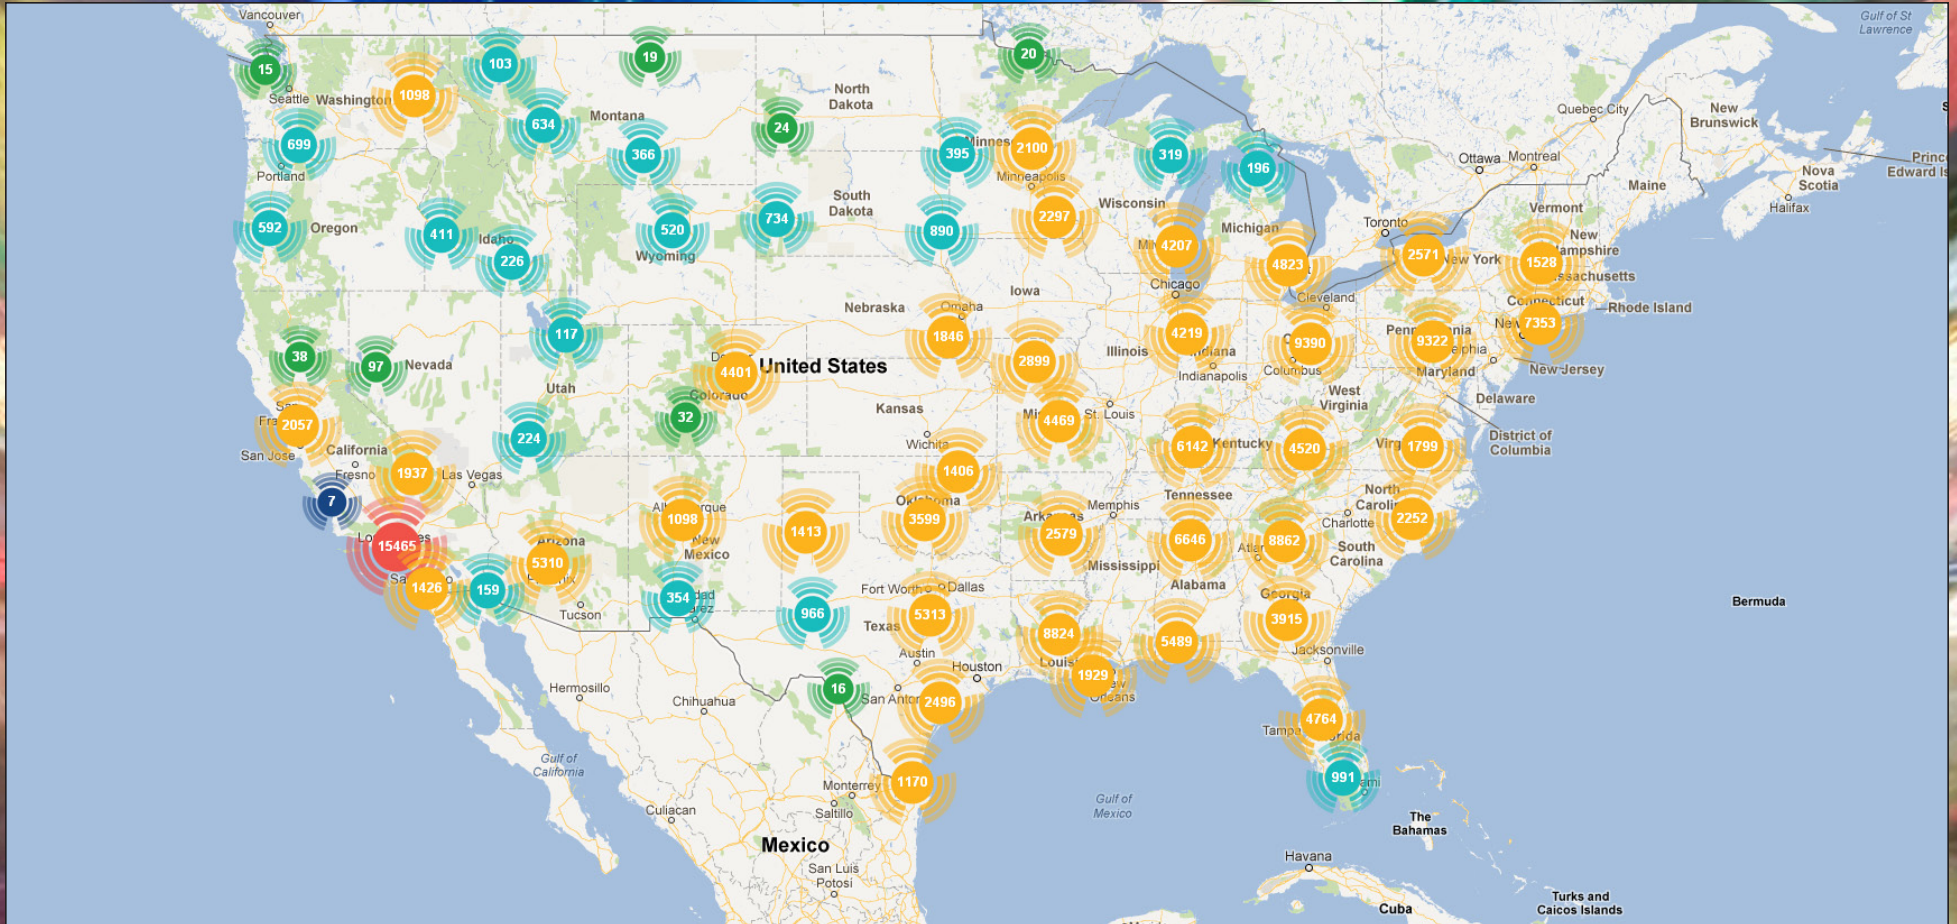 Vancouver
Gulf of St
Lawrence
15
103
19
20
Seattle
Washington
1098
North
Dakota
Quebec City
New
Brunswick
634
Montana
24
699
366
395
2100
319
196
Ottawa
Montreal
Portland
Minneapolis
Nova
Scotia
Maine
Halifax
592
Oregon
411
Idaho
226
520
Wyoming
734
South
Dakota
890
2297
Wisconsin
4207
Michigan
4823
Toronto
2571
New York
Vermont
New
1528
Connecticut
Rhode Island
Chicago
Cleveland
117
Nebraska
Omaha
Iowa
1846
4219
9390
9322
7353
38
97
Nevada
Utah
4401
Colorado
United States
2899
Illinois
Indianapolis
Columbus
Maryland
New Jersey
West
Virginia
Delaware
32
Kansas
4469
St. Louis
2057
San Jose
California
Fresno
1937
Las Vegas
224
Wichita
1406
6142
Kentucky
4520
1799
District of
Columbia
7
Tennessee
North
15465
5310
1098
New
Mexico
1413
3599
2579
Memphis
6646
8862
Charlotte
2252
South
Carolina
Mississippi
Alabama
1426
159
Tucson
354
966
Fort Worth
Dallas
5313
Texas
Georgia
3915
Bermuda
Austin
Houston
8824
1929
5489
Jacksonville
Hermosillo
Chihuahua
16
2496
4764
Gulf of
California
Monterrey
1170
991
Culiacan
Saltillo
Gulf of
Mexico
The
Bahamas
Mexico
San Luis
Potosi
Havana
Cuba
Turks and
Caicos Islands